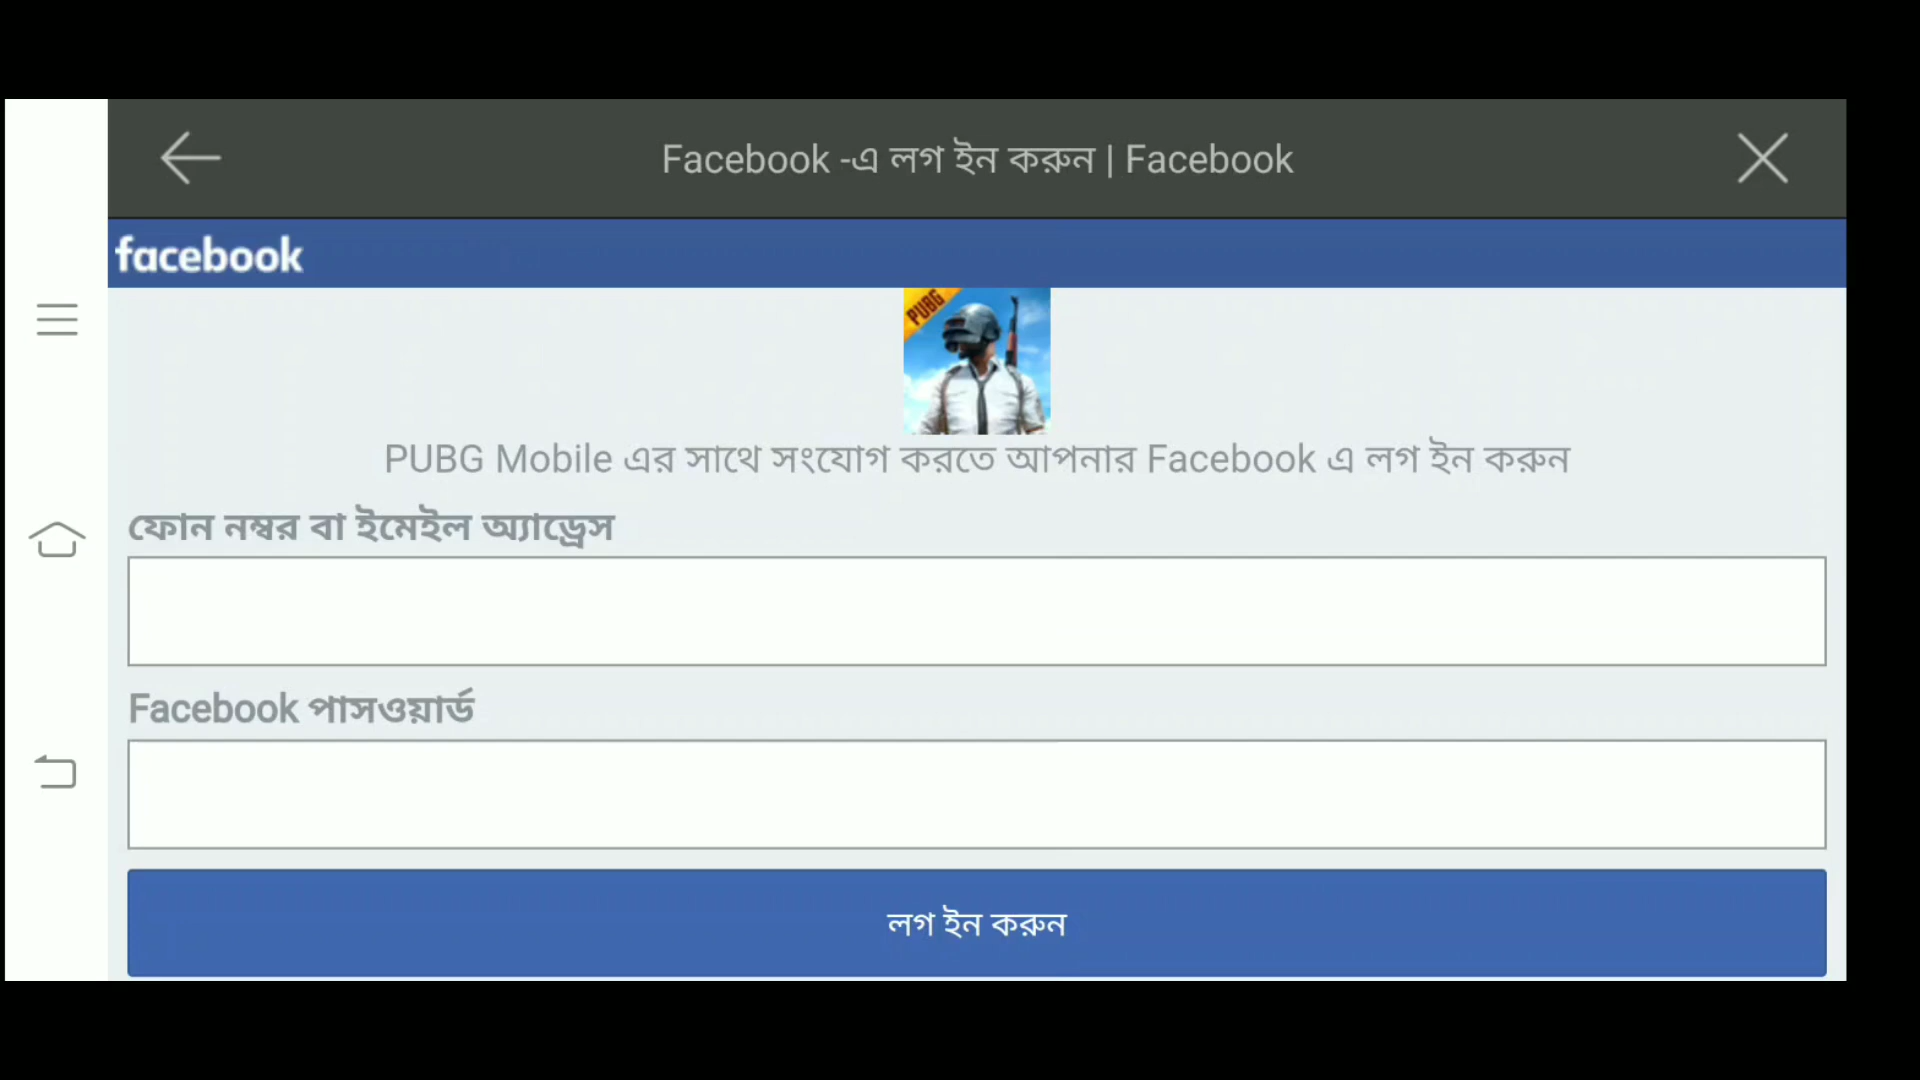 Facebook -এ লগ ইন করুন | Facebook
facebook
PUBG
PUBG Mobile এর সাথে সংযোগ করতে আপনার Facebook এ লগ ইন করুন
ফোন নম্বর বা ইমেইল অ্যাড্রেস
Facebook পাসওয়ার্ড
লগ ইন করুন